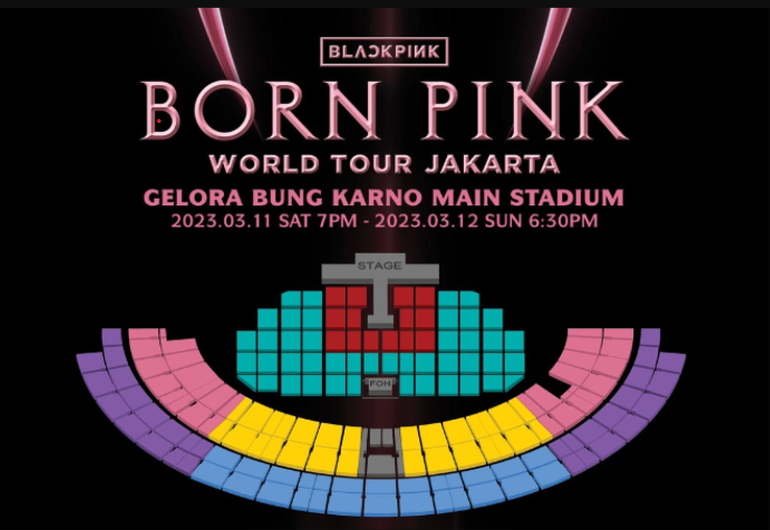 BLACKPINK
BORN PINK
WORLD TOUR JAKARTA
GELORA BUNG KARNO MAIN STADIUM
2023.03.11 SAT 7PM - 2023.03.12 SUN 6:30PM
STAGE
FOH